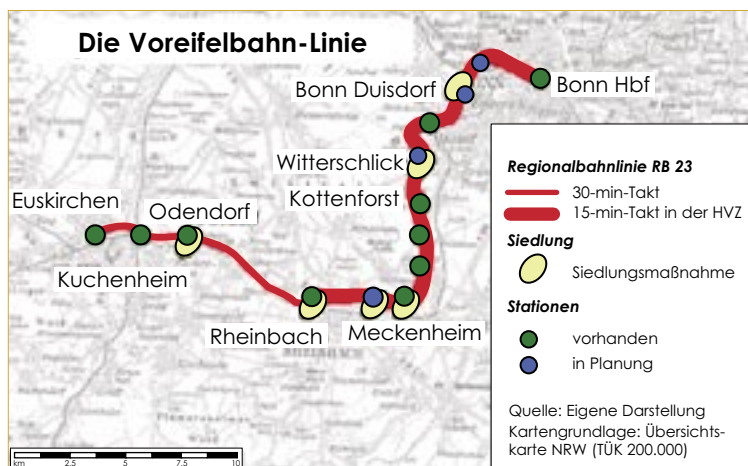 Die Voreifelbahn-Linie
Bonn Duisdorf
Bonn Hbf
Witterschlick
Kottenforst
Euskirchen
Odendorf
Kuchenheim
Rheinbach
Meckenheim
Regionalbahnlinie RB 23
30-min-Takt
15-min-Takt in der HVZ
Siedlung
Siedlungsmaßnahme
Stationen
vorhanden
in Planung
Quelle: Eigene Darstellung
Kartengrundlage: Übersichts-
karte NRW (TÜK 200.000)
km 2.5 5 7.5 10